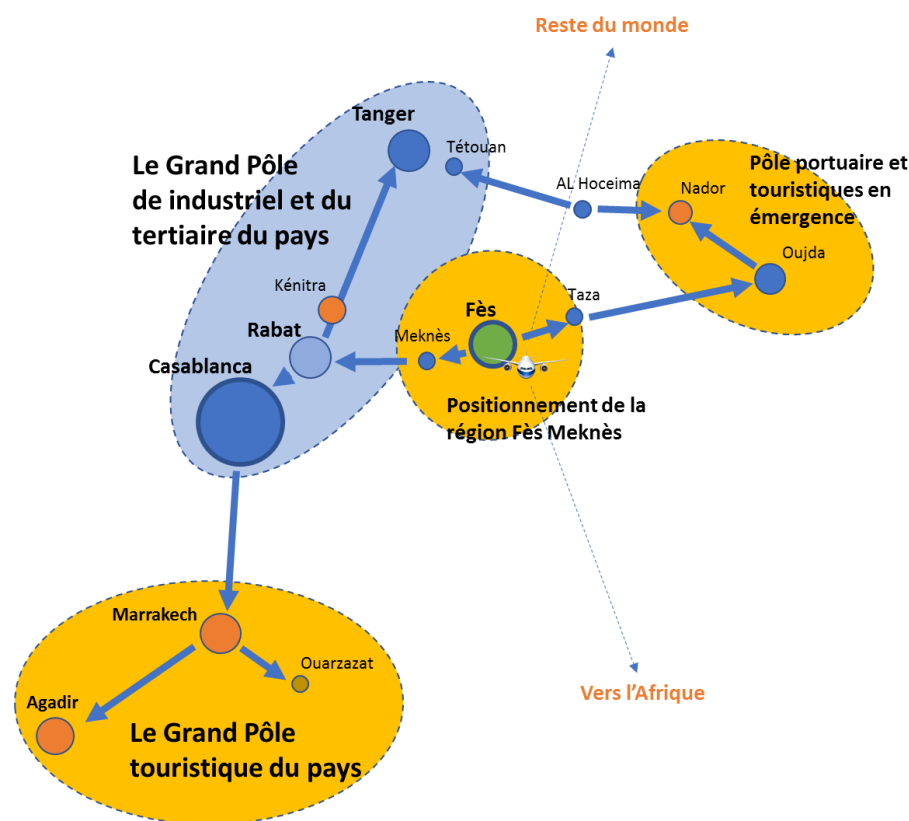 Reste du monde
Tanger
Tétouan
Le Grand Pôle
de industriel et du
tertiaire du pays
AL Hoceima
Pôle portuaire et
touristiques en
émergence
Nador
Oujda
Kénitra
Taza
Fès
Rabat
Meknès
Casablanca
Positionnement de la
région Fès Meknès
Marrakech
Ouarzazat
Vers l’Afrique
Agadir
Le Grand Pôle
touristique du pays